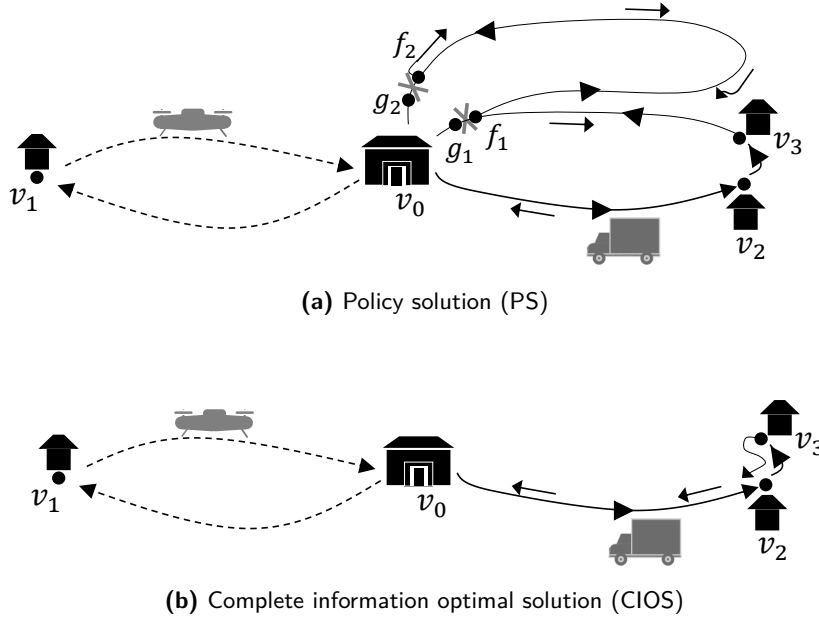 f₂
g₂
g₁
f₁
v₃
v₁
v₀
v₂
(a) Policy solution (PS)
v₃
v₁
v₀
v₂
(b) Complete information optimal solution (CIOS)